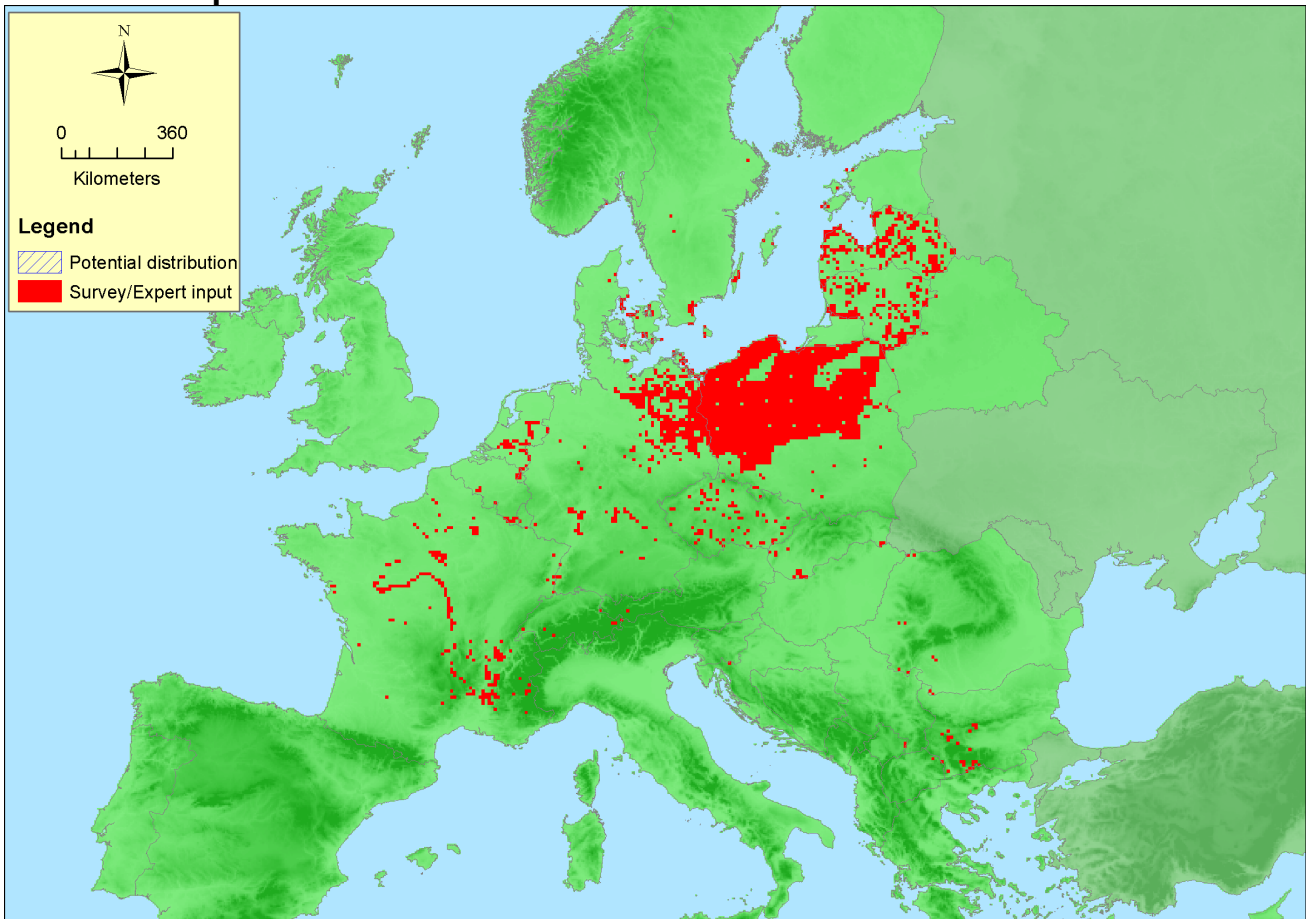 N
0 360
Kilometers
Legend
Potential distribution
Survey/Expert input